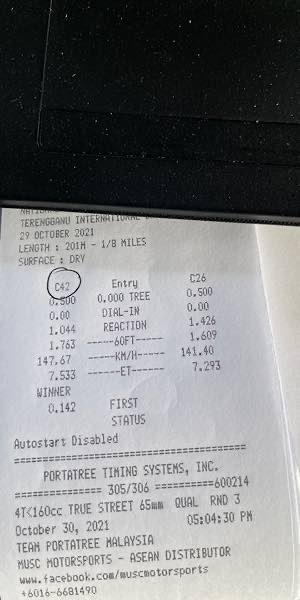 TERENGGANU INTERNATIONAL
29 OCTOBER 2021
LENGTH : 201M - 1/8 MILES
SURFACE : DRY
C42 Entry C26
0.500 0.000 TREE 0.500
0.00 DIAL-IN 0.00
1.044 REACTION 1.426
1.763 ------60FT----- 1.609
147.67 ------KM/H----- 141.40
7.533 ------ET----- 7.293
WINNER
0.142 FIRST
STATUS
Autostart Disabled
========================================
PORTATREE TIMING SYSTEMS, INC.
=============== 305/306 ==========600214
4T<160cc TRUE STREET 65mm QUAL RND 3
October 30, 2021 05:04:30 PM
TEAM PORTATREE MALAYSIA
MUSC MOTORSPORTS - ASEAN DISTRIBUTOR
www.facebook.com/muscmotorsports
+6016-6681490